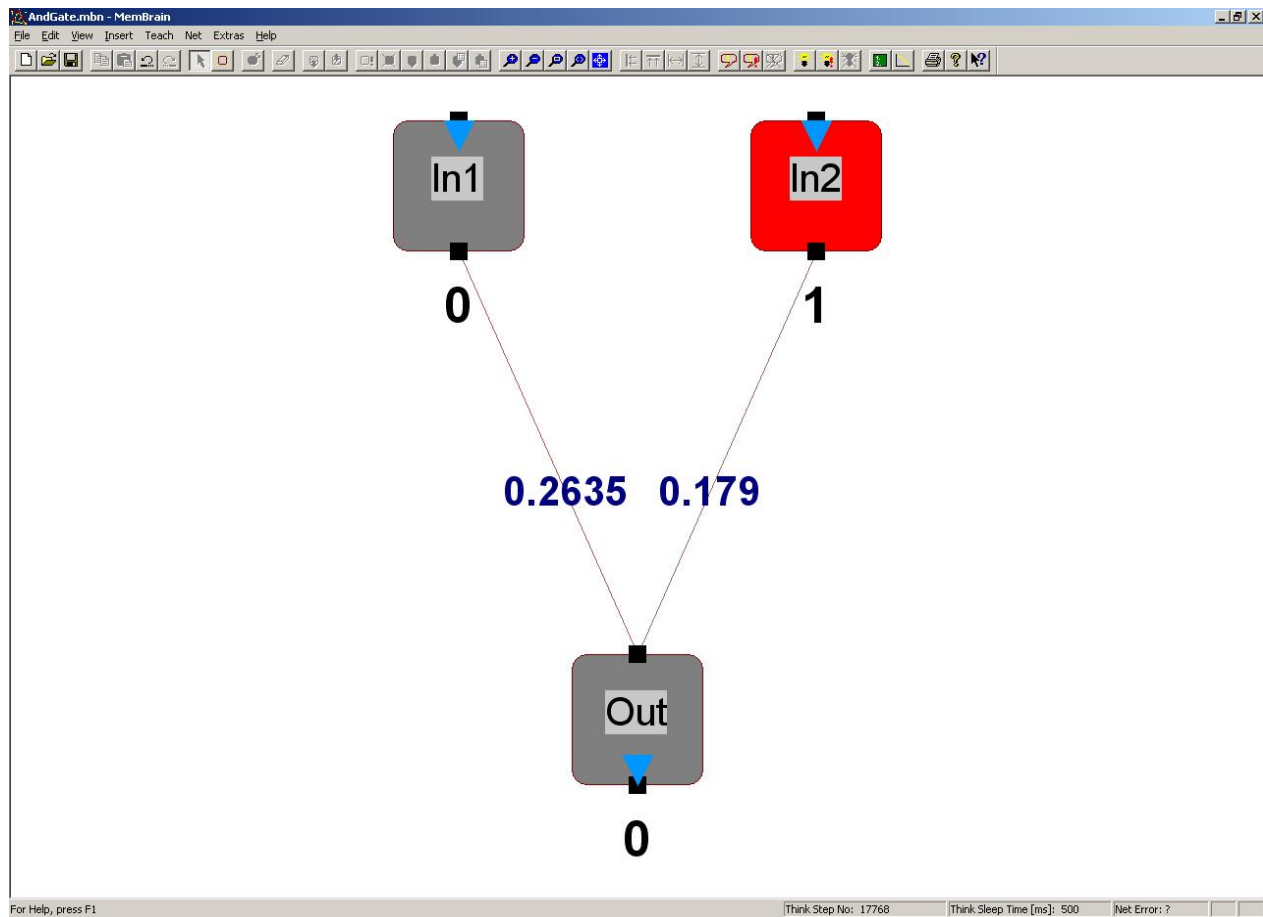 AndGate.mbn - MemBrain
File Edit View Insert Teach Net Extras Help
In1 In2
0 1
0.2635 0.179
Out
0
For Help, press F1 Think Step No: 17768 Think Sleep Time [ms]: 500 Net Error: ?